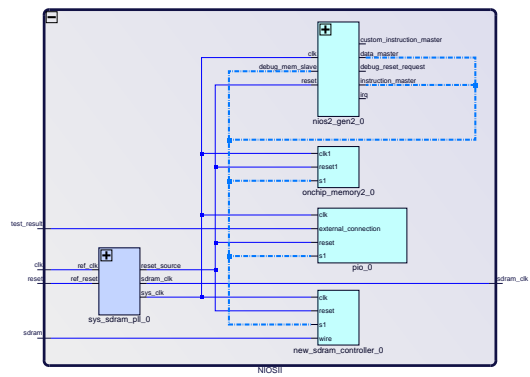 custom_instruction_master
clk
data_master
debug_mem_slave
debug_reset_request
reset
instruction_master
irq
nios2_gen2_0
clk1
reset1
s1
onchip_memory2_0
clk
test_result
external_connection
reset
s1
pio_0
clk
ref_clk
reset_source
reset
ref_reset
sdram_clk
sdram_clk
sys_clk
sys_sdram_pll_0
clk
reset
s1
sdram
wire
new_sdram_controller_0
NIOSII